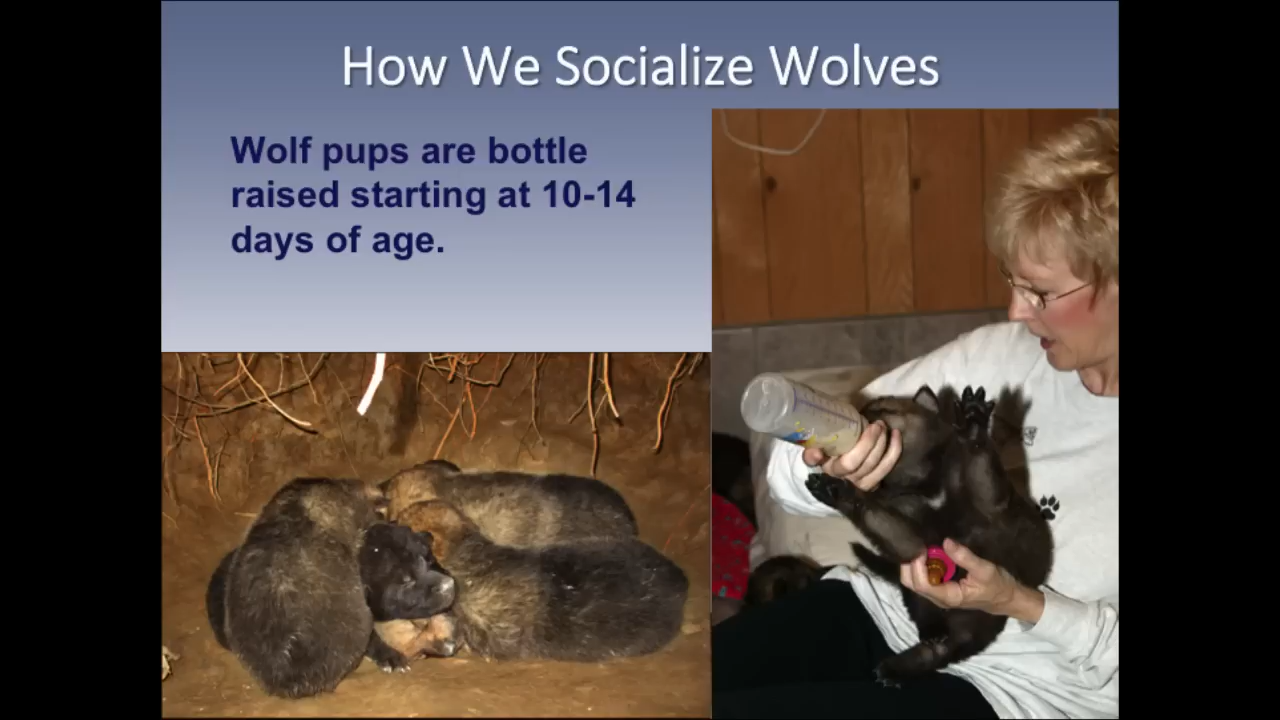 How We Socialize Wolves
Wolf pups are bottle
raised starting at 10-14
days of age.